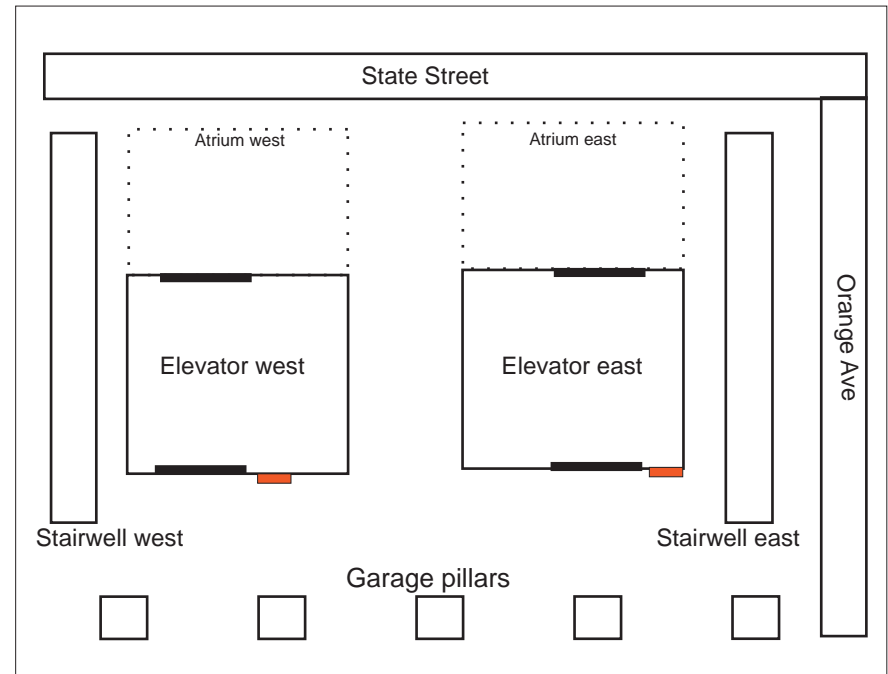 State Street
Atrium west
Atrium east
Orange Ave
Elevator west
Elevator east
Stairwell west
Stairwell east
Garage pillars